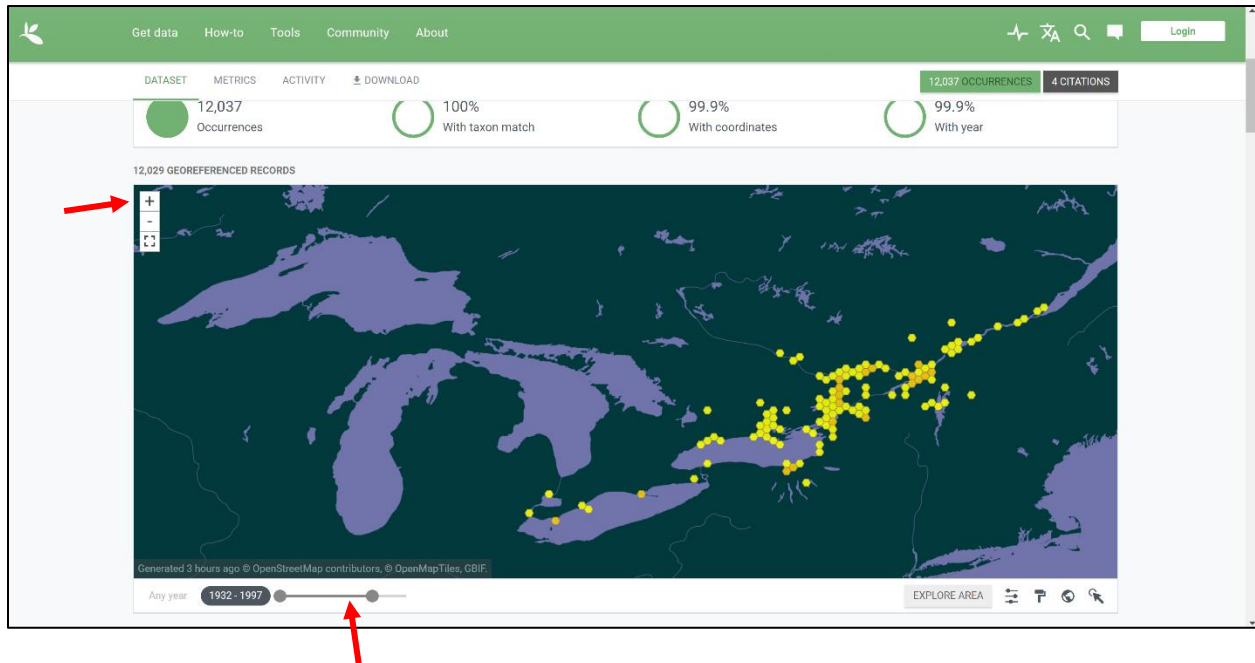 Get data How-to Tools Community About Login
DATASET METRICS ACTIVITY DOWNLOAD 12,037 OCCURRENCES 4 CITATIONS
12,037 100% 99.9% 99.9%
Occurrences With taxon match With coordinates With year
12,029 GEOREFERENCED RECORDS
+
-
Generated 3 hours ago © OpenStreetMap contributors, © OpenMapTiles, GBIF.
Any year 1932 - 1997 EXPLORE AREA